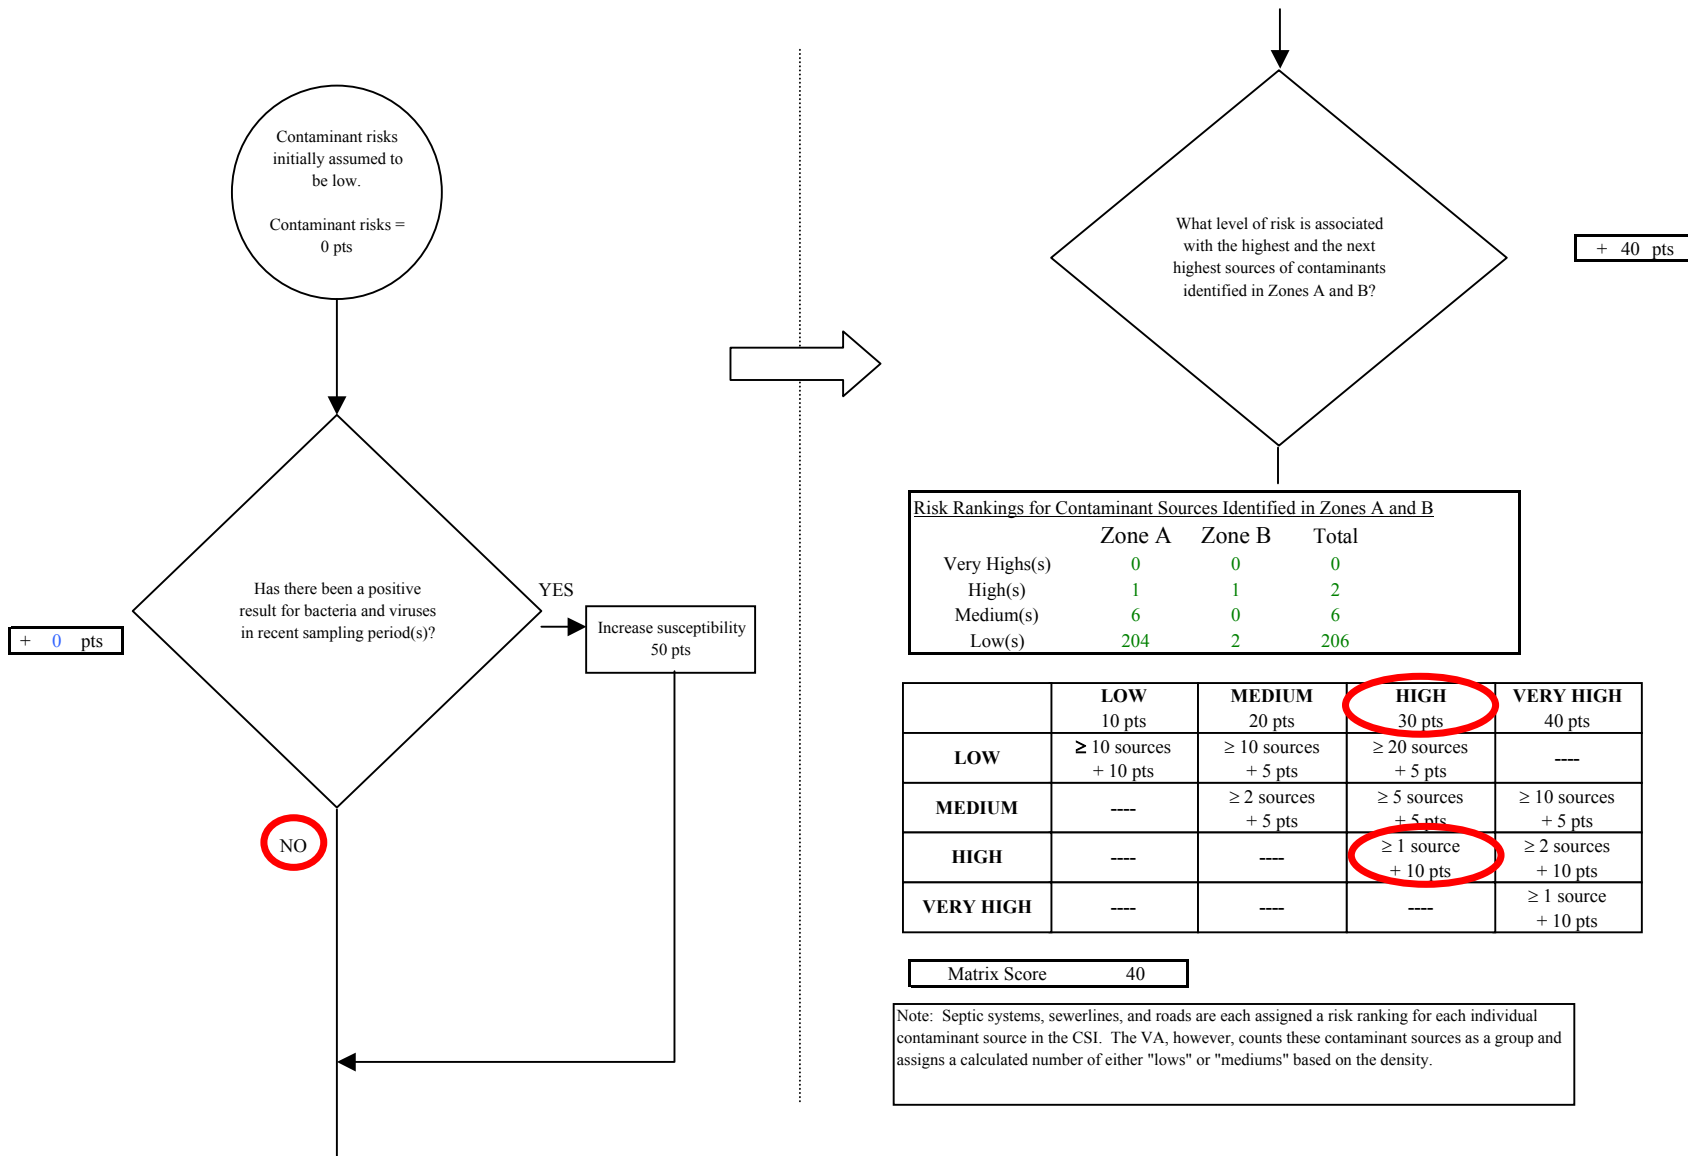 Contaminant risks
initially assumed to
be low.
Contaminant risks =
0 pts
Has there been a positive
result for bacteria and viruses
in recent sampling period(s)?
YES
+ 0 pts
Increase susceptibility
50 pts
NO
What level of risk is associated
with the highest and the next
highest sources of contaminants
identified in Zones A and B?
+ 40 pts
Risk Rankings for Contaminant Sources Identified in Zones A and B
Zone A Zone B Total
Very Highs(s) 0 0 0
High(s) 1 1 2
Medium(s) 6 0 6
Low(s) 204 2 206
LOW MEDIUM HIGH VERY HIGH
10 pts 20 pts 30 pts 40 pts
LOW ≥ 10 sources ≥ 10 sources ≥ 20 sources ----
+ 10 pts + 5 pts + 5 pts
MEDIUM ---- ≥ 2 sources ≥ 5 sources ≥ 10 sources
+ 5 pts + 5 pts + 5 pts
HIGH ---- ---- ≥ 1 source ≥ 2 sources
+ 10 pts + 10 pts
VERY HIGH ---- ---- ---- ≥ 1 source
+ 10 pts
Matrix Score 40
Note: Septic systems, sewerlines, and roads are each assigned a risk ranking for each individual
contaminant source in the CSI. The VA, however, counts these contaminant sources as a group and
assigns a calculated number of either "lows" or "mediums" based on the density.